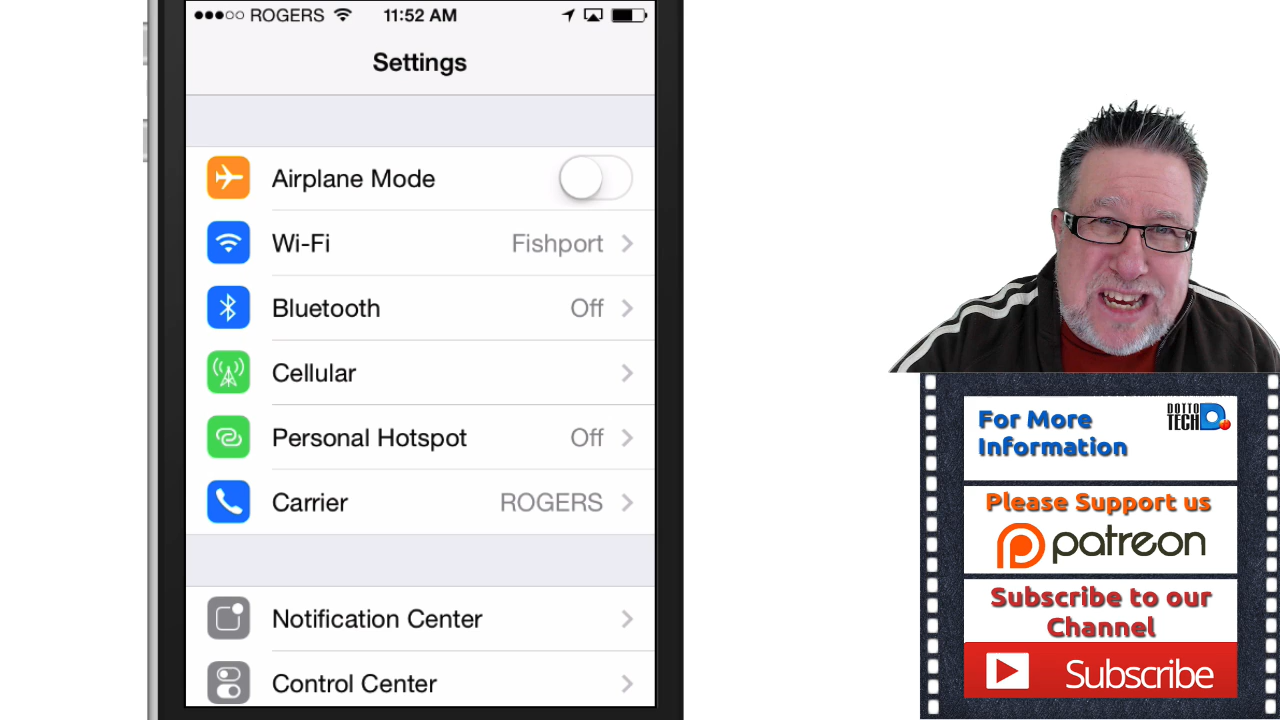 ROGERS 11:52 AM
Settings
Airplane Mode
Wi-Fi Fishport
Bluetooth Off
Cellular
Personal Hotspot Off
Carrier ROGERS
Notification Center
Control Center
For More
Information
DOTTO
TECH
Please Support us
patreon
Subscribe to our
Channel
Subscribe